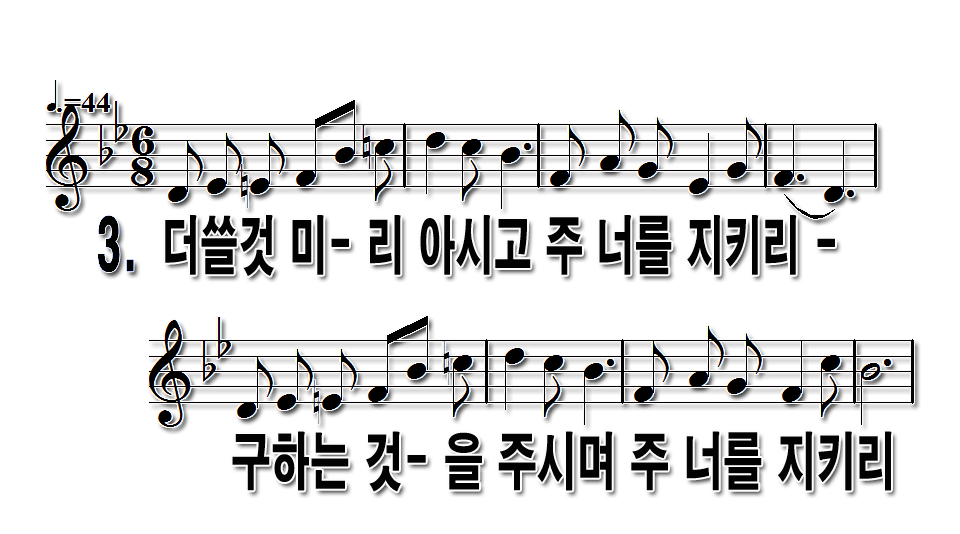 ♩.=44
6
8
3. 더쓸것 미- 리 아시고 주 너를 지키리 -
구하는 것- 을 주시며 주 너를 지키리